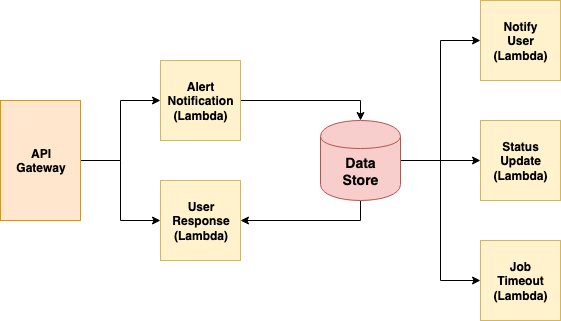 API
Gateway
Alert
Notification
(Lambda)
User
Response
(Lambda)
Data
Store
Notify
User
(Lambda)
Status
Update
(Lambda)
Job
Timeout
(Lambda)